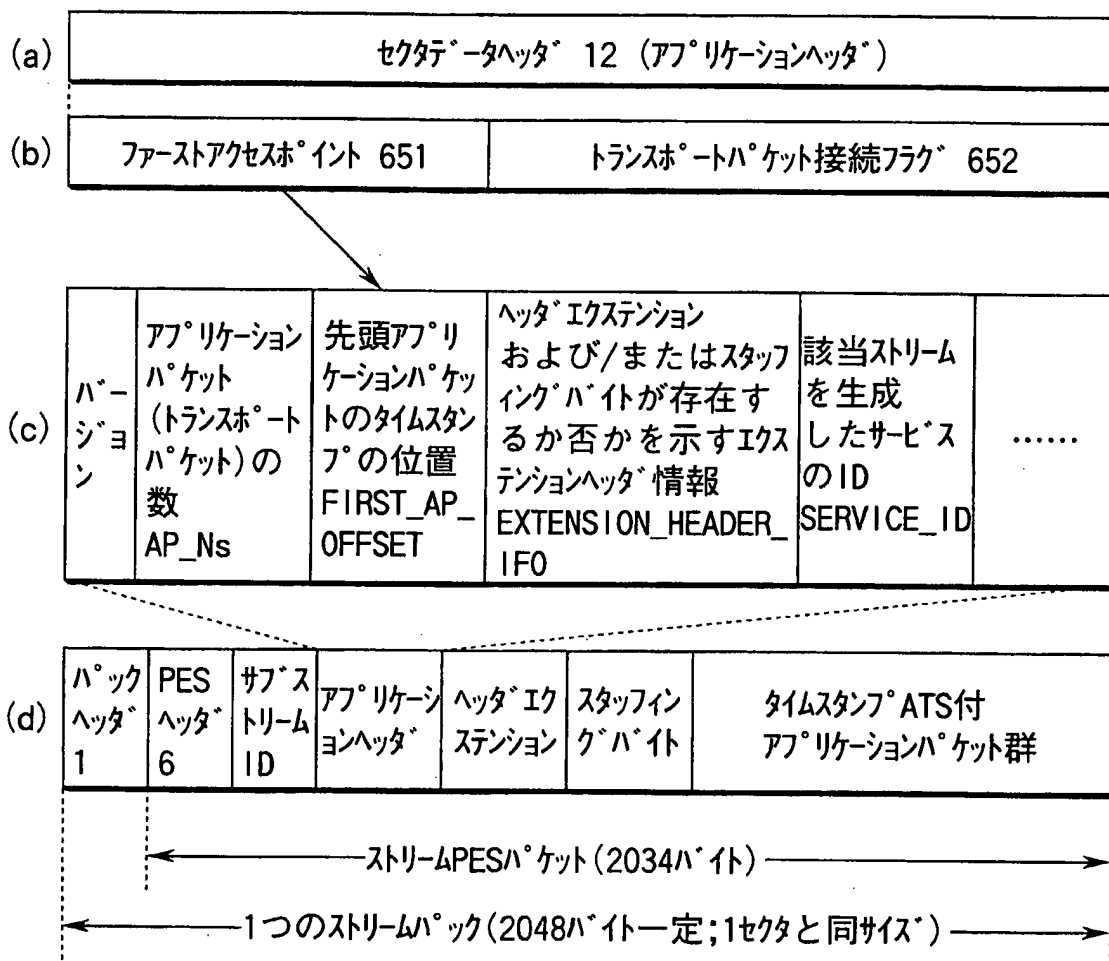 (a)
セクタデータヘッダ 12 (アプリケーションヘッダ)
(b)
ファーストアクセスポイント 651
トランスポートパケット接続フラグ 652
(c)
バー
ジョ
ン
アプリケーション
パケット
(トランスポート
パケット)の
数
AP_Ns
先頭アプリ
ケーションパケッ
トのタイムスタン
プの位置
FIRST_AP_
OFFSET
ヘッダエクステンション
および/またはスタッフ
ィングバイトが存在す
るか否かを示すエクス
テンションヘッダ情報
EXTENSION_HEADER_
IFO
該当ストリーム
を生成
したサービス
のID
SERVICE_ID
……
(d)
パック
ヘッダ
1
PES
ヘッダ
6
サブス
トリーム
ID
アプリケーシ
ョンヘッダ
ヘッダエク
ステンション
スタッフィン
グバイト
タイムスタンプATS付
アプリケーションパケット群
ストリームPESパケット(2034バイト)
1つのストリームパック(2048バイト一定;1セクタと同サイズ)